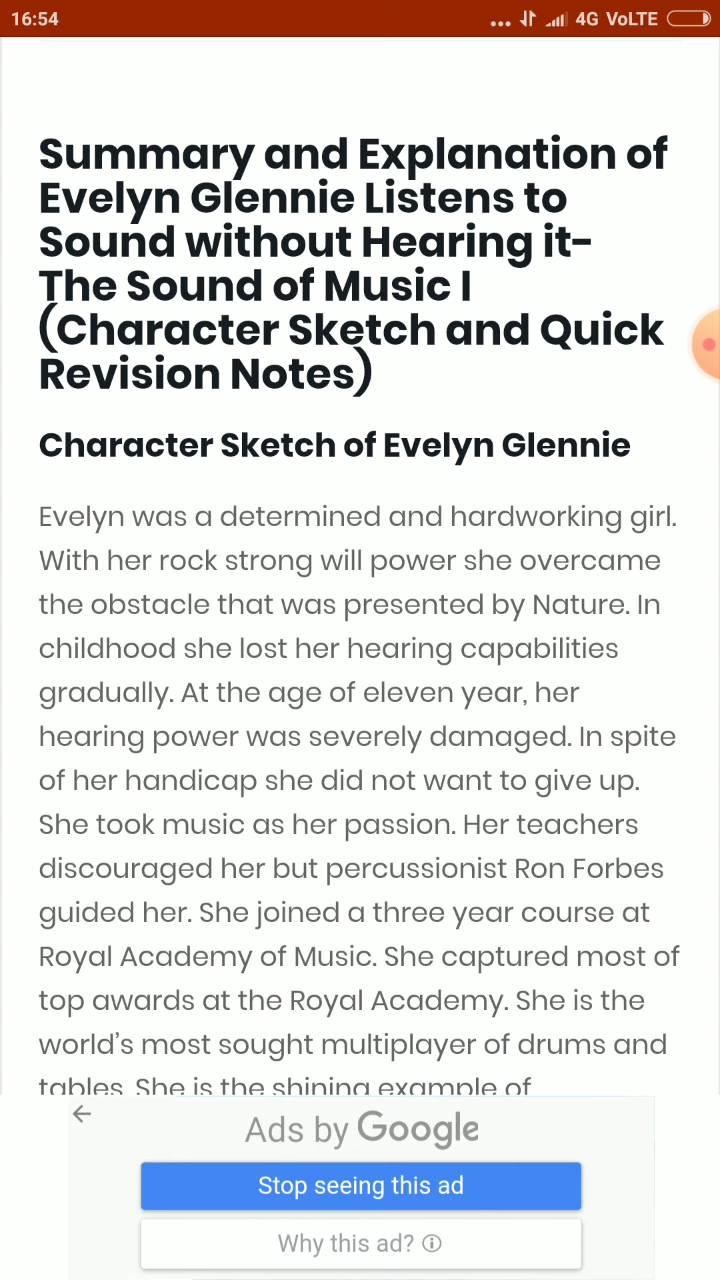 16:54
... 4G VoLTE
Summary and Explanation of
Evelyn Glennie Listens to
Sound without Hearing it-
The Sound of Music I
(Character Sketch and Quick
Revision Notes)
Character Sketch of Evelyn Glennie
Evelyn was a determined and hardworking girl.
With her rock strong will power she overcame
the obstacle that was presented by Nature. In
childhood she lost her hearing capabilities
gradually. At the age of eleven year, her
hearing power was severely damaged. In spite
of her handicap she did not want to give up.
She took music as her passion. Her teachers
discouraged her but percussionist Ron Forbes
guided her. She joined a three year course at
Royal Academy of Music. She captured most of
top awards at the Royal Academy. She is the
world's most sought multiplayer of drums and
tables. She is the shining example of
Ads by Google
Stop seeing this ad
Why this ad?